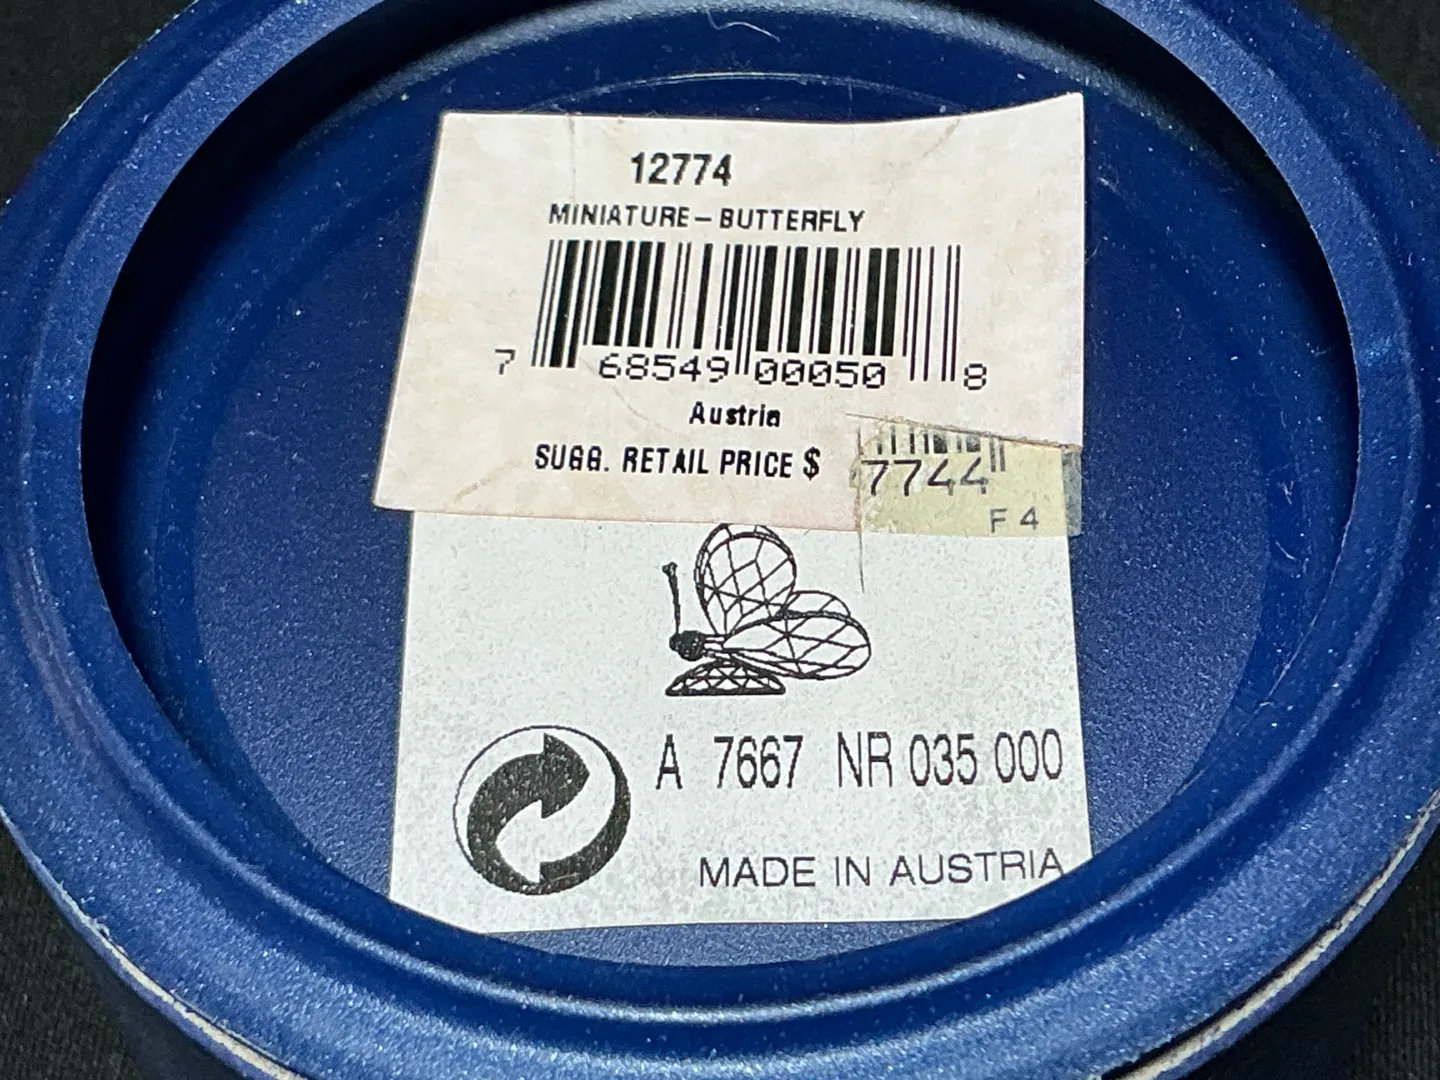 12774
MINIATURE – BUTTERFLY
7 68549 00050 8
Austria
SUGG. RETAIL PRICE $
7744
F 4
A 7667 NR 035 000
MADE IN AUSTRIA